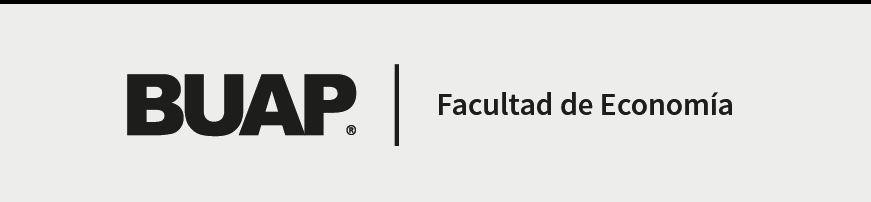 BUAP® | Facultad de Economía